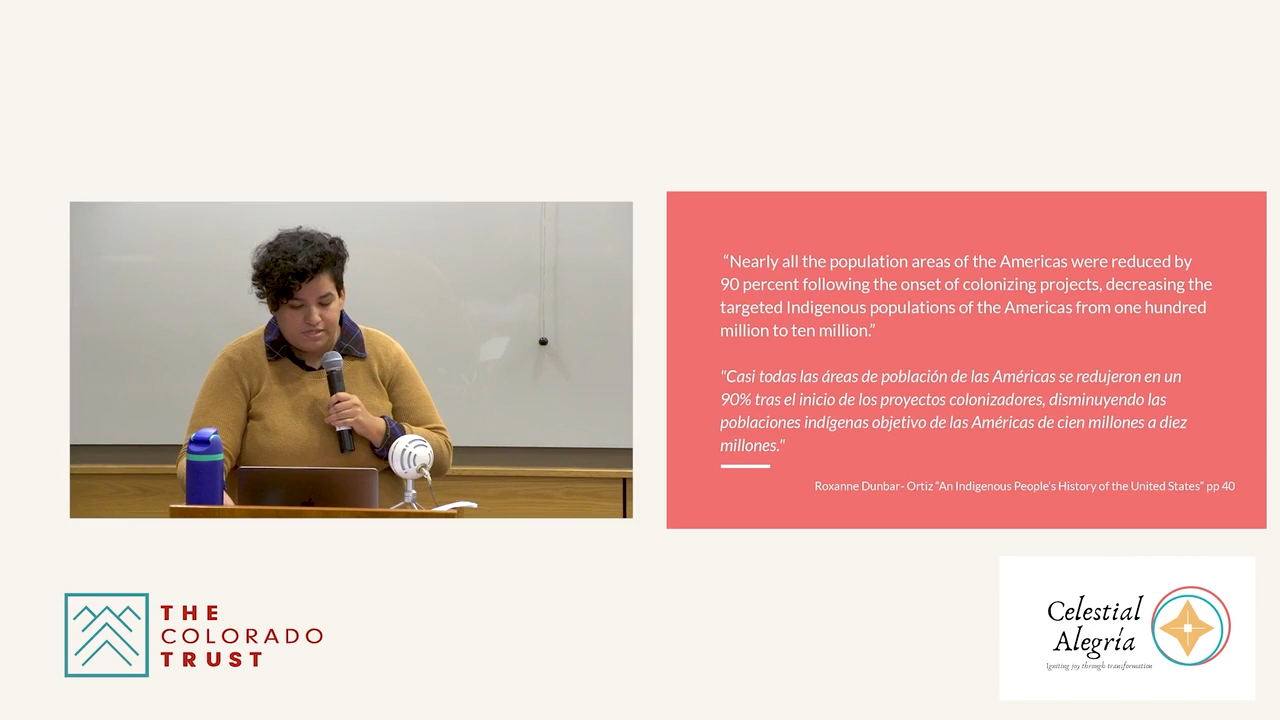 “Nearly all the population areas of the Americas were reduced by
90 percent following the onset of colonizing projects, decreasing the
targeted Indigenous populations of the Americas from one hundred
million to ten million.”
"Casi todas las áreas de población de las Américas se redujeron en un
90% tras el inicio de los proyectos colonizadores, disminuyendo las
poblaciones indígenas objetivo de las Américas de cien millones a diez
millones."
Roxanne Dunbar- Ortiz “An Indigenous People's History of the United States” pp 40
THE
COLORADO
TRUST
Celestial
Alegría
Igniting joy through transformation